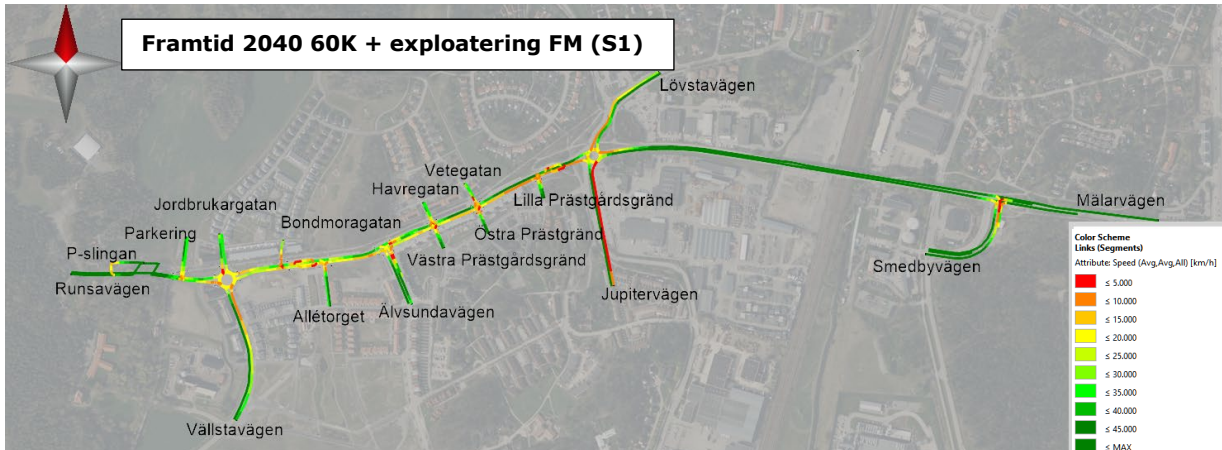 Framtid 2040 60K + exploatering FM (S1)
Lövstavägen
Vetegatan
Havregatan
Lilla Prästgårdsgränd
Mälarvägen
Jordbrukargatan
Bondmoragatan
Östra Prästgränd
Parkering
Västra Prästgårdsgränd
P-slingan
Smedbyvägen
Runsavägen
Jupitervägen
Allétorget
Älvsundavägen
Vällstavägen
Color Scheme
Links (Segments)
Attribute: Speed (Avg,Avg,All) [km/h]
≤ 5.000
≤ 10.000
≤ 15.000
≤ 20.000
≤ 25.000
≤ 30.000
≤ 35.000
≤ 40.000
≤ 45.000
≤ MAX